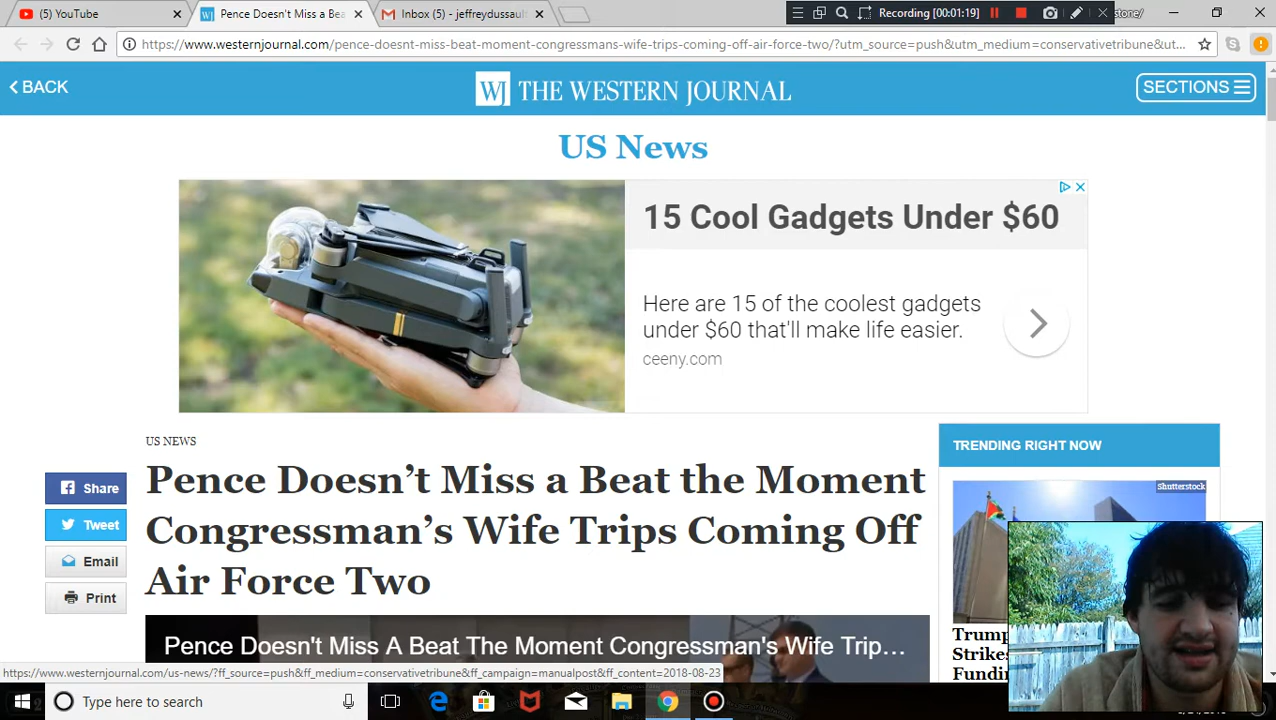 (5) YouTube
Pence Doesn't Miss a Bea
Inbox (5) - jeffreydussaul
Recording [00:01:19]
stone/
https://www.westernjournal.com/pence-doesnt-miss-beat-moment-congressmans-wife-trips-coming-off-air-force-two/?utm_source=push&utm_medium=conservativetribune&ut...
BACK
WJ THE WESTERN JOURNAL
SECTIONS
US News
15 Cool Gadgets Under $60
Here are 15 of the coolest gadgets
under $60 that'll make life easier.
ceeny.com
US NEWS
Pence Doesn’t Miss a Beat the Moment
Congressman’s Wife Trips Coming Off
Air Force Two
Share
Tweet
Email
Print
Pence Doesn't Miss A Beat The Moment Congressman's Wife Trip...
TRENDING RIGHT NOW
Shutterstock
Trump
Strikes
Fundin
https://www.westernjournal.com/us-news/?ff_source=push&ff_medium=conservativetribune&ff_campaign=manualpost&ff_content=2018-08-23
Type here to search